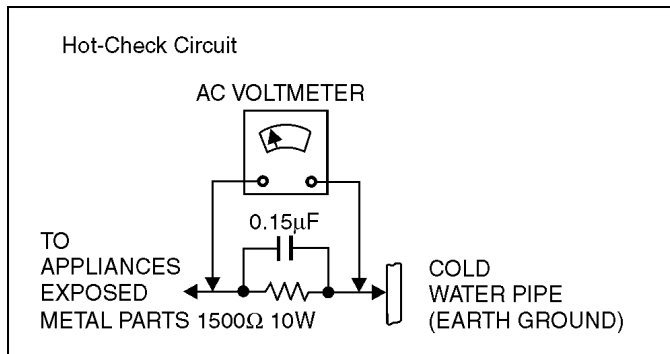 Hot-Check Circuit
AC VOLTMETER
0.15μF
TO
APPLIANCES
EXPOSED
METAL PARTS 1500Ω 10W
COLD
WATER PIPE
(EARTH GROUND)